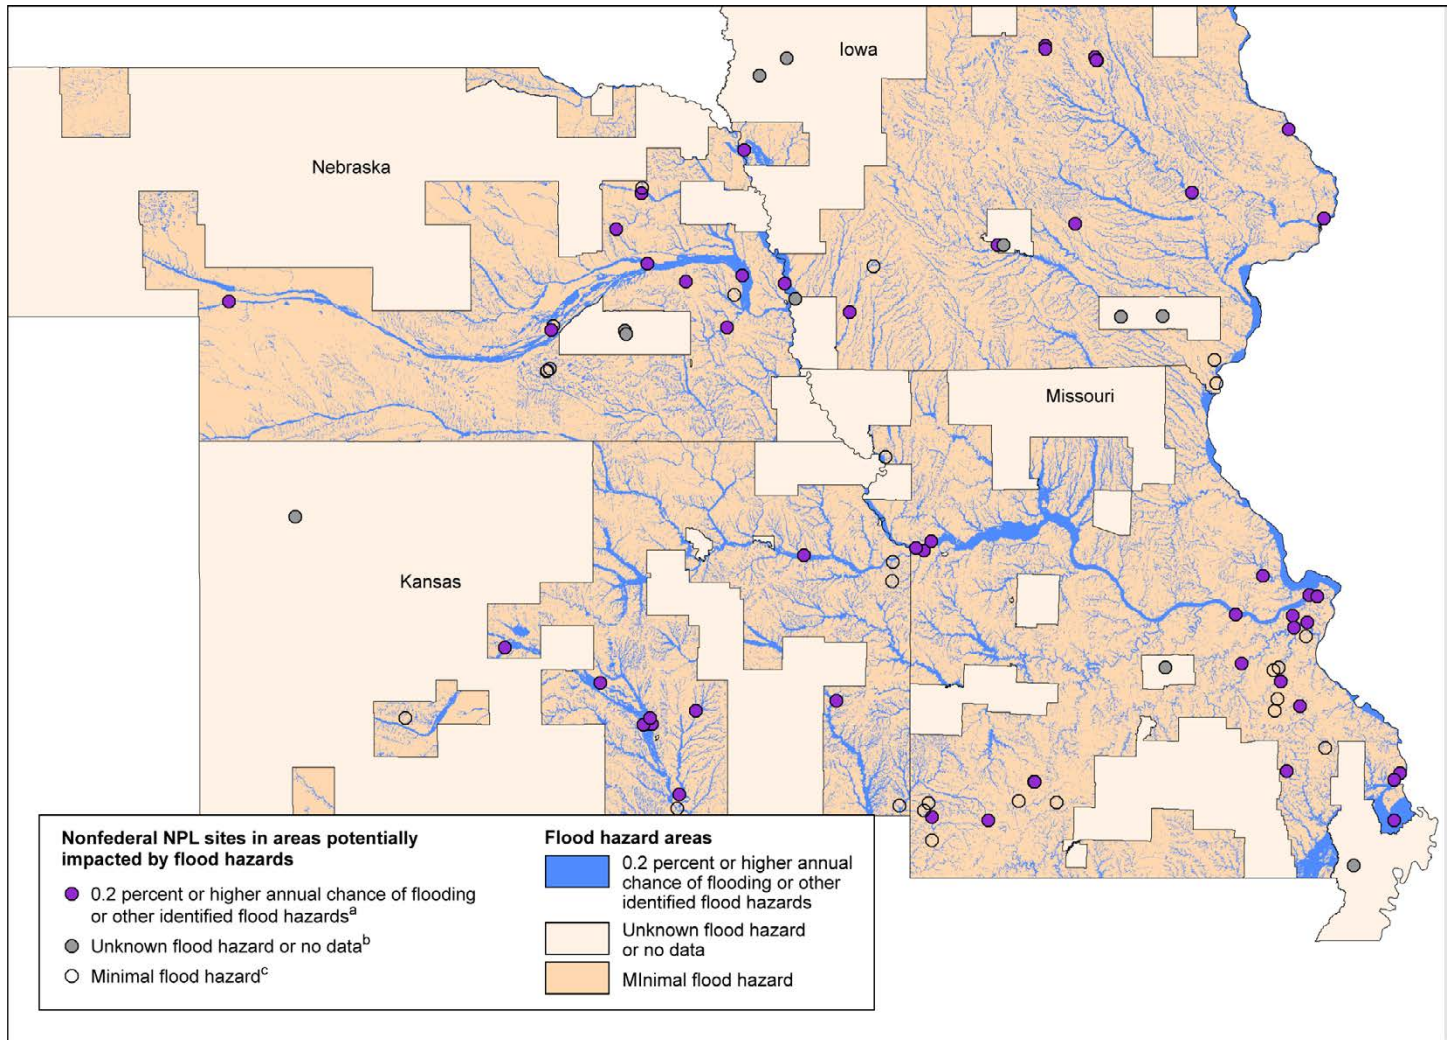 Iowa
Nebraska
Missouri
Kansas
Nonfederal NPL sites in areas potentially
impacted by flood hazards
0.2 percent or higher annual chance of flooding
or other identified flood hazardsa
Unknown flood hazard or no datab
Minimal flood hazardc
Flood hazard areas
0.2 percent or higher annual
chance of flooding or other
identified flood hazards
Unknown flood hazard
or no data
MInimal flood hazard